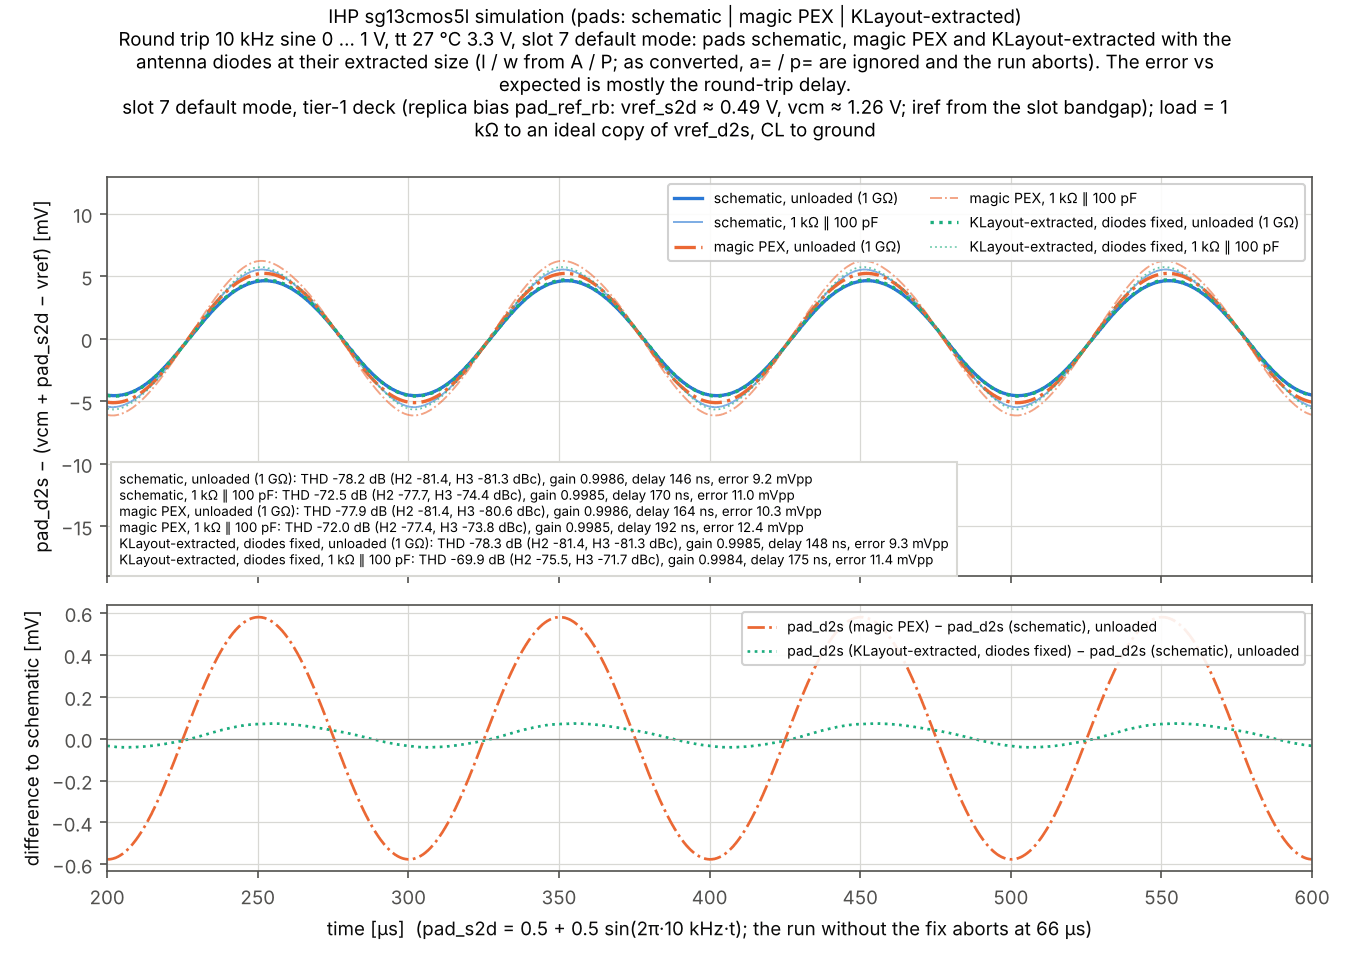 IHP sg13cmos5l simulation (pads: schematic | magic PEX | KLayout-extracted)
Round trip 10 kHz sine 0 ... 1 V, tt 27 °C 3.3 V, slot 7 default mode: pads schematic, magic PEX and KLayout-extracted with the
antenna diodes at their extracted size (l / w from A / P; as converted, a= / p= are ignored and the run aborts). The error vs
expected is mostly the round-trip delay.
slot 7 default mode, tier-1 deck (replica bias pad_ref_rb: vref_s2d ≈ 0.49 V, vcm ≈ 1.26 V; iref from the slot bandgap); load = 1
kΩ to an ideal copy of vref_d2s, CL to ground
pad_d2s − (vcm + pad_s2d − vref) [mV]
10
5
0
−5
−10
−15
schematic, unloaded (1 GΩ)
schematic, 1 kΩ ∥ 100 pF
magic PEX, unloaded (1 GΩ)
magic PEX, 1 kΩ ∥ 100 pF
KLayout-extracted, diodes fixed, unloaded (1 GΩ)
KLayout-extracted, diodes fixed, 1 kΩ ∥ 100 pF
schematic, unloaded (1 GΩ): THD -78.2 dB (H2 -81.4, H3 -81.3 dBc), gain 0.9986, delay 146 ns, error 9.2 mVpp
schematic, 1 kΩ ∥ 100 pF: THD -72.5 dB (H2 -77.7, H3 -74.4 dBc), gain 0.9985, delay 170 ns, error 11.0 mVpp
magic PEX, unloaded (1 GΩ): THD -77.9 dB (H2 -81.4, H3 -80.6 dBc), gain 0.9986, delay 164 ns, error 10.3 mVpp
magic PEX, 1 kΩ ∥ 100 pF: THD -72.0 dB (H2 -77.4, H3 -73.8 dBc), gain 0.9985, delay 192 ns, error 12.4 mVpp
KLayout-extracted, diodes fixed, unloaded (1 GΩ): THD -78.3 dB (H2 -81.4, H3 -81.3 dBc), gain 0.9985, delay 148 ns, error 9.3 mVpp
KLayout-extracted, diodes fixed, 1 kΩ ∥ 100 pF: THD -69.9 dB (H2 -75.5, H3 -71.7 dBc), gain 0.9984, delay 175 ns, error 11.4 mVpp
difference to schematic [mV]
0.6
0.4
0.2
0.0
−0.2
−0.4
−0.6
pad_d2s (magic PEX) − pad_d2s (schematic), unloaded
pad_d2s (KLayout-extracted, diodes fixed) − pad_d2s (schematic), unloaded
200 250 300 350 400 450 500 550 600
time [µs]  (pad_s2d = 0.5 + 0.5 sin(2π·10 kHz·t); the run without the fix aborts at 66 µs)